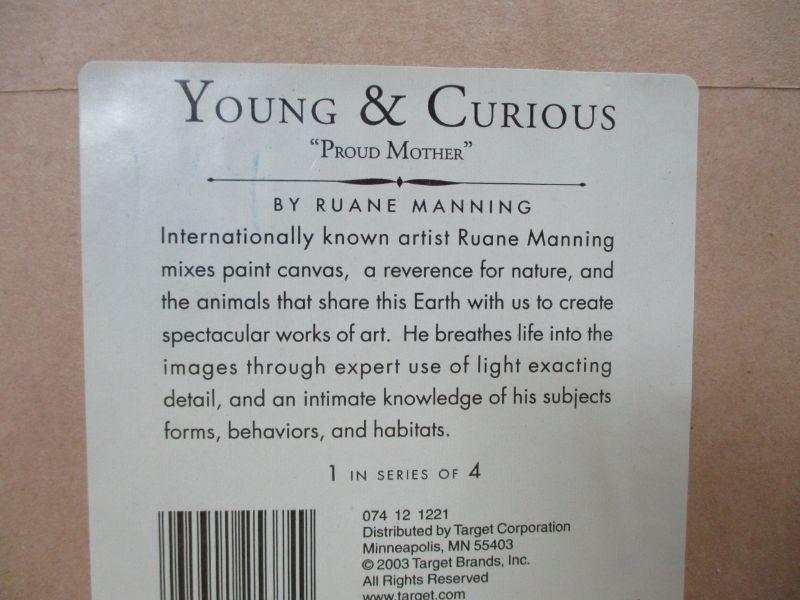 YOUNG & CURIOUS
"PROUD MOTHER"
BY RUANE MANNING
Internationally known artist Ruane Manning
mixes paint canvas, a reverence for nature, and
the animals that share this Earth with us to create
spectacular works of art. He breathes life into the
images through expert use of light exacting
detail, and an intimate knowledge of his subjects
forms, behaviors, and habitats.
1 IN SERIES OF 4
074 12 1221
Distributed by Target Corporation
Minneapolis, MN 55403
© 2003 Target Brands, Inc.
All Rights Reserved
www.target.com